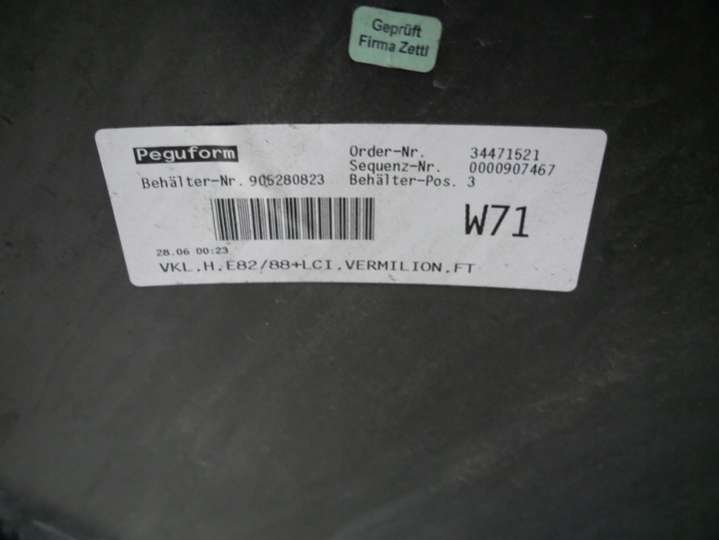 Geprüft
Firma Zettl
Peguform
Order-Nr. 34471521
Sequenz-Nr. 0000907467
Behälter-Nr. 905280823 Behälter-Pos. 3
W71
28.06 00:23
VKL.H.E82/88+LCI.VERMILION.FT